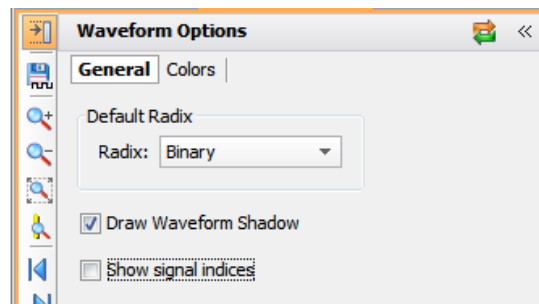 Waveform Options
General Colors
Default Radix
Radix: Binary
Draw Waveform Shadow
Show signal indices